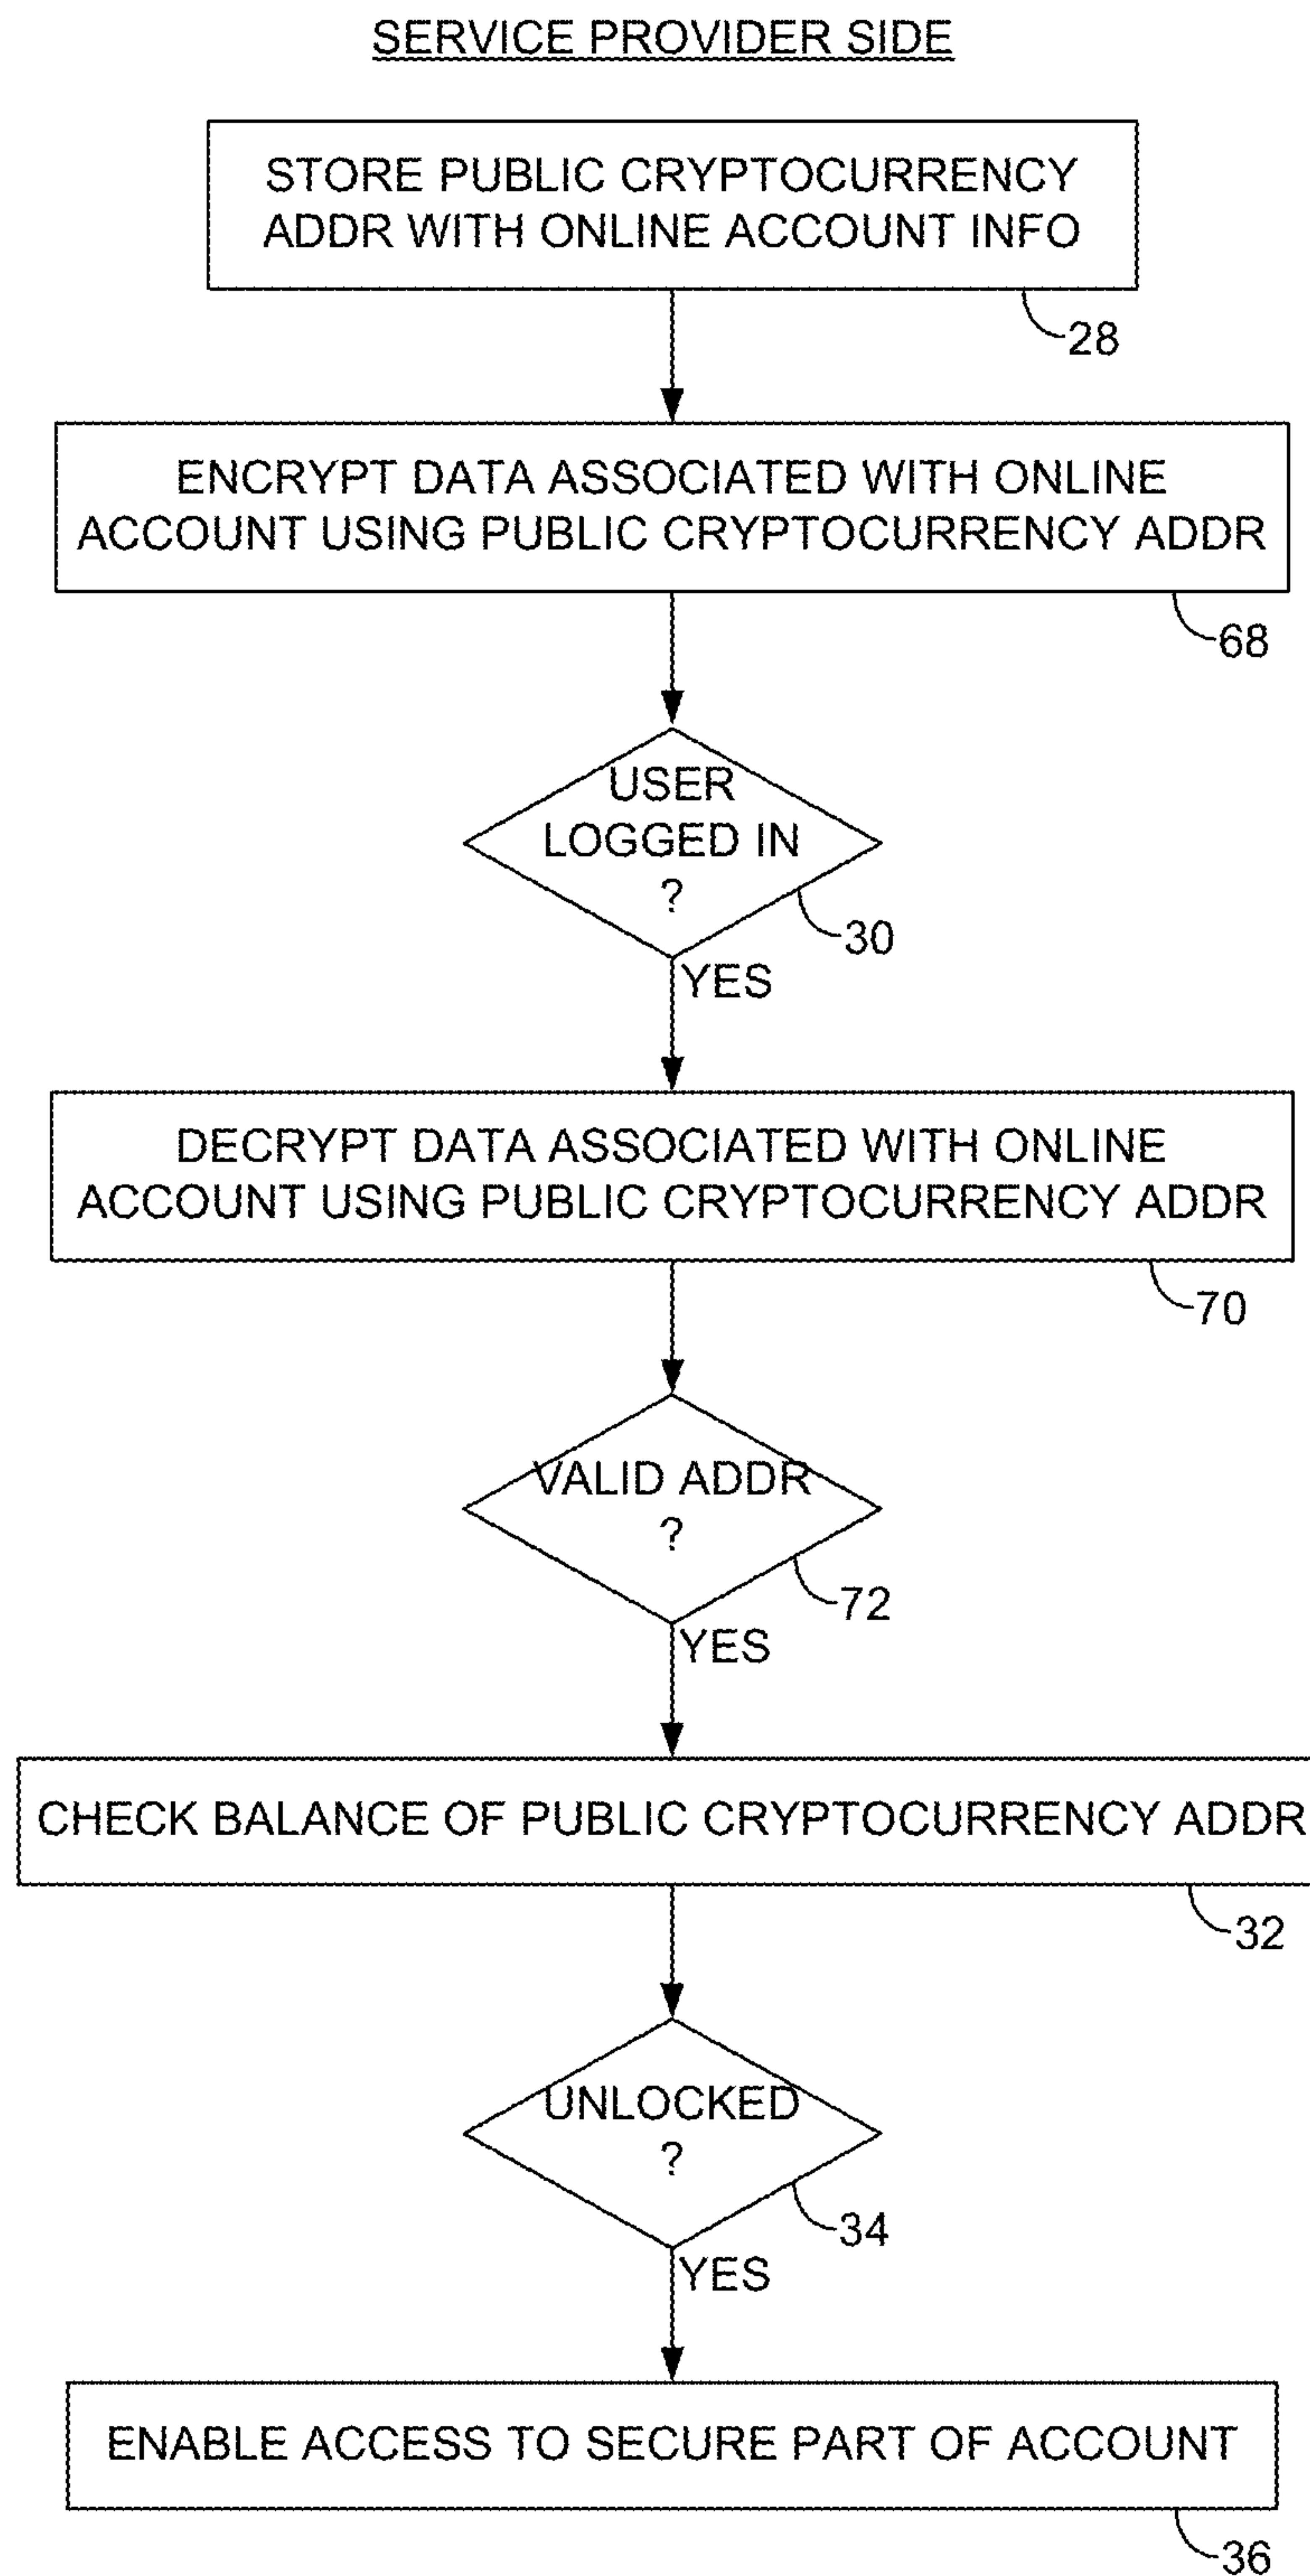 SERVICE PROVIDER SIDE
STORE PUBLIC CRYPTOCURRENCY
ADDR WITH ONLINE ACCOUNT INFO
28
ENCRYPT DATA ASSOCIATED WITH ONLINE
ACCOUNT USING PUBLIC CRYPTOCURRENCY ADDR
68
USER
LOGGED IN
?
30
YES
DECRYPT DATA ASSOCIATED WITH ONLINE
ACCOUNT USING PUBLIC CRYPTOCURRENCY ADDR
70
VALID ADDR
?
72
YES
CHECK BALANCE OF PUBLIC CRYPTOCURRENCY ADDR
32
UNLOCKED
?
34
YES
ENABLE ACCESS TO SECURE PART OF ACCOUNT
36